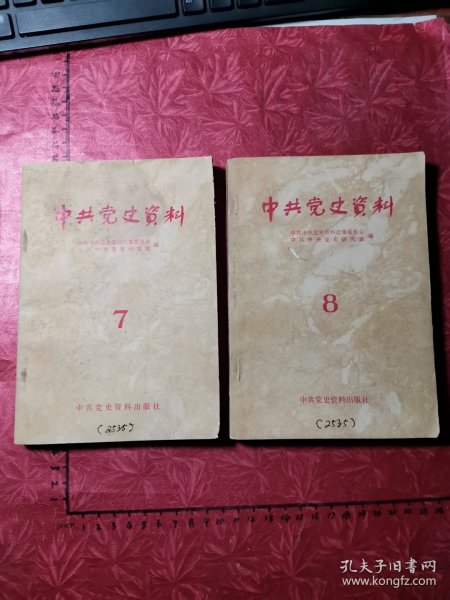 中共党史资料
中共中央党史资料征集委员会
中共中央党史研究室
编
7
中共党史资料出版社
(2535)
中共党史资料
中共中央党史资料征集委员会
中共中央党史研究室
编
8
中共党史资料出版社
(2535)
孔夫子旧书网
www.kongfz.com